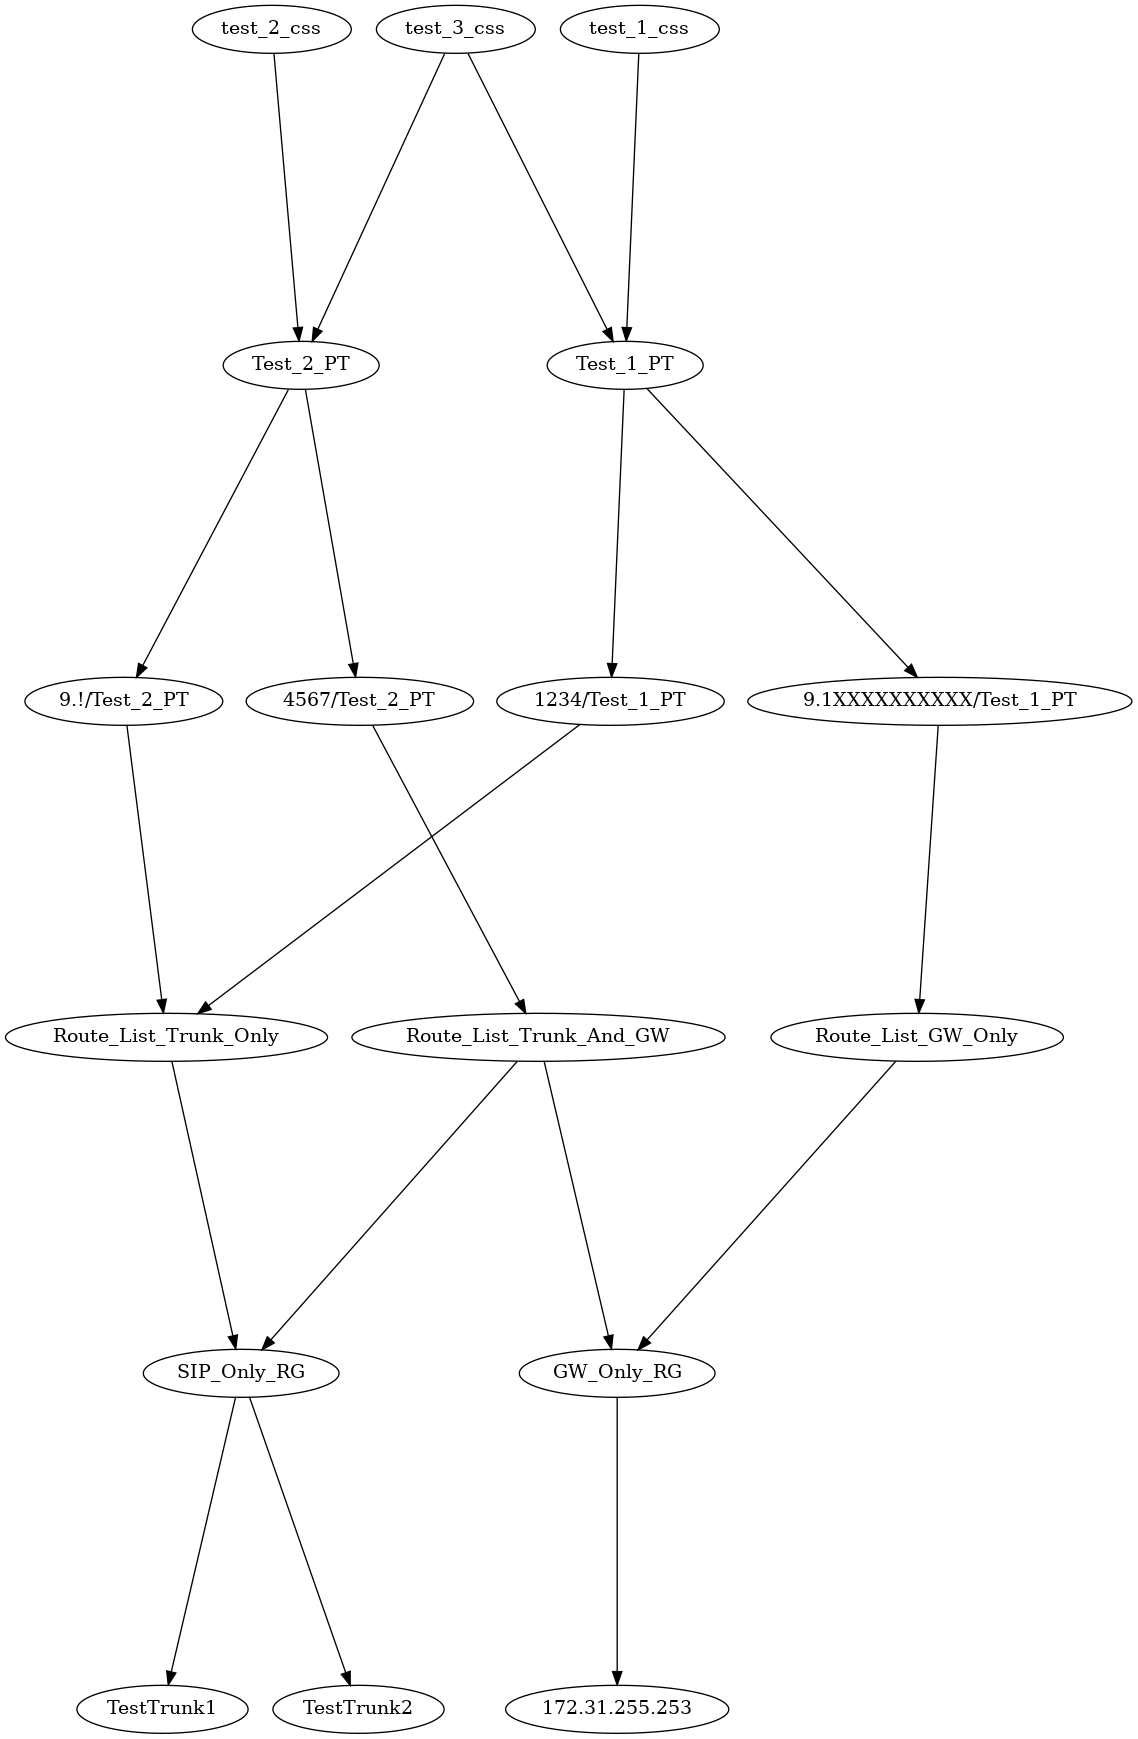 test_2_css
test_3_css
test_1_css
Test_2_PT
Test_1_PT
9.!/Test_2_PT
4567/Test_2_PT
1234/Test_1_PT
9.1XXXXXXXXXX/Test_1_PT
Route_List_Trunk_Only
Route_List_Trunk_And_GW
Route_List_GW_Only
SIP_Only_RG
GW_Only_RG
TestTrunk1
TestTrunk2
172.31.255.253